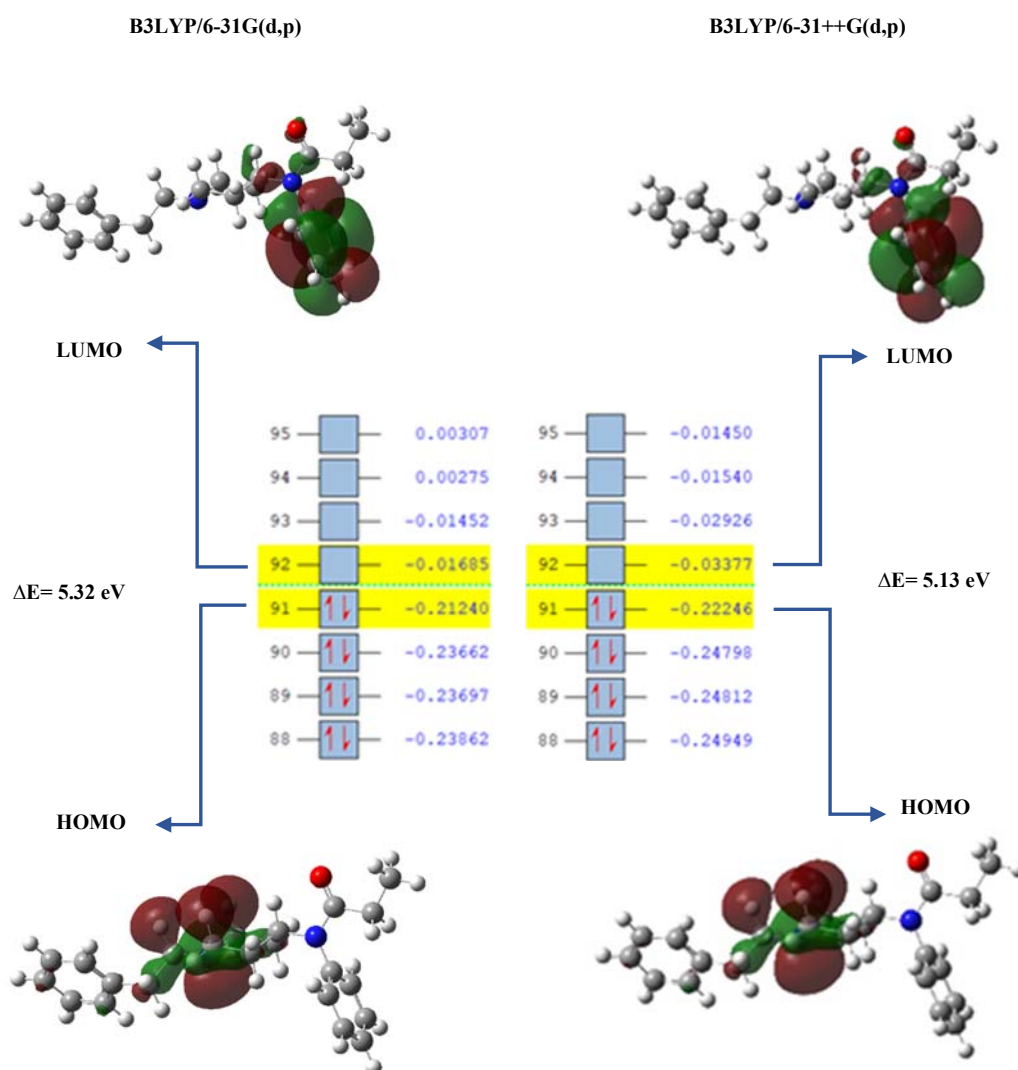 B3LYP/6-31G(d,p)
B3LYP/6-31++G(d,p)
LUMO
LUMO
95 0.00307
94 0.00275
93 -0.01452
92 -0.01685
91 -0.21240
90 -0.23662
89 -0.23697
88 -0.23862
95 -0.01450
94 -0.01540
93 -0.02926
92 -0.03377
91 -0.22246
90 -0.24798
89 -0.24812
88 -0.24949
ΔE= 5.32 eV
ΔE= 5.13 eV
HOMO
HOMO